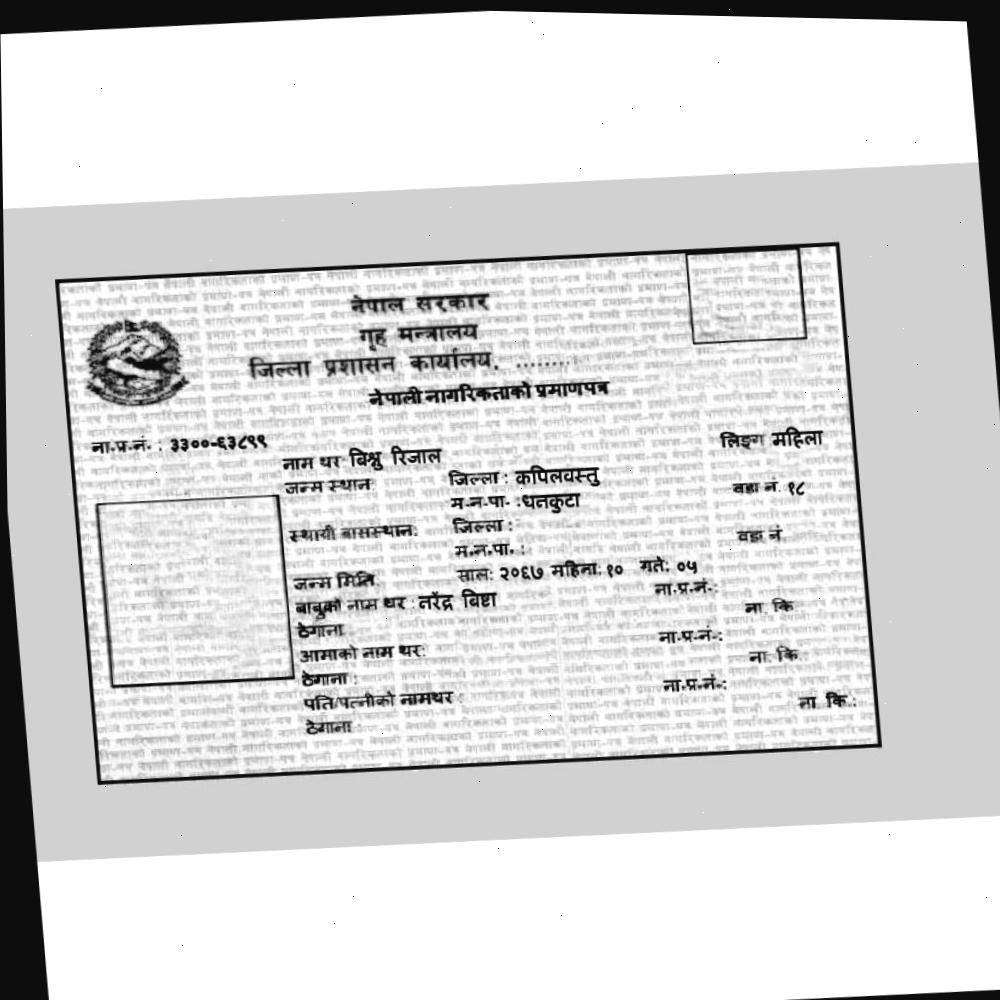 नेपाल सरकार
गृह मन्त्रालय
जिल्ला प्रशासन कार्यालय, .........
नेपाली नागरिकताको प्रमाणपत्र
ना.प्र.नं. : ३३००-६३८९९ लिङ्ग महिला
नाम थर बिश्नु रिजाल
जन्म स्थान: जिल्ला : कपिलवस्तु वडा नं. १८
म.न.पा. : धनकुटा
स्थायी बासस्थान: जिल्ला : वडा नं.
म.न.पा. :
जन्म मिति: साल: २०६७ महिना: १० गते: ०५
बाबुको नाम थर : नरेंद्र बिष्टा ना.प्र.नं.:
ठेगाना : ना. कि.:
आमाको नाम थर: ना.प्र.नं.:
ठेगाना : ना. कि.:
पति/पत्नीको नामथर : ना.प्र.नं.:
ठेगाना : ना. कि.: